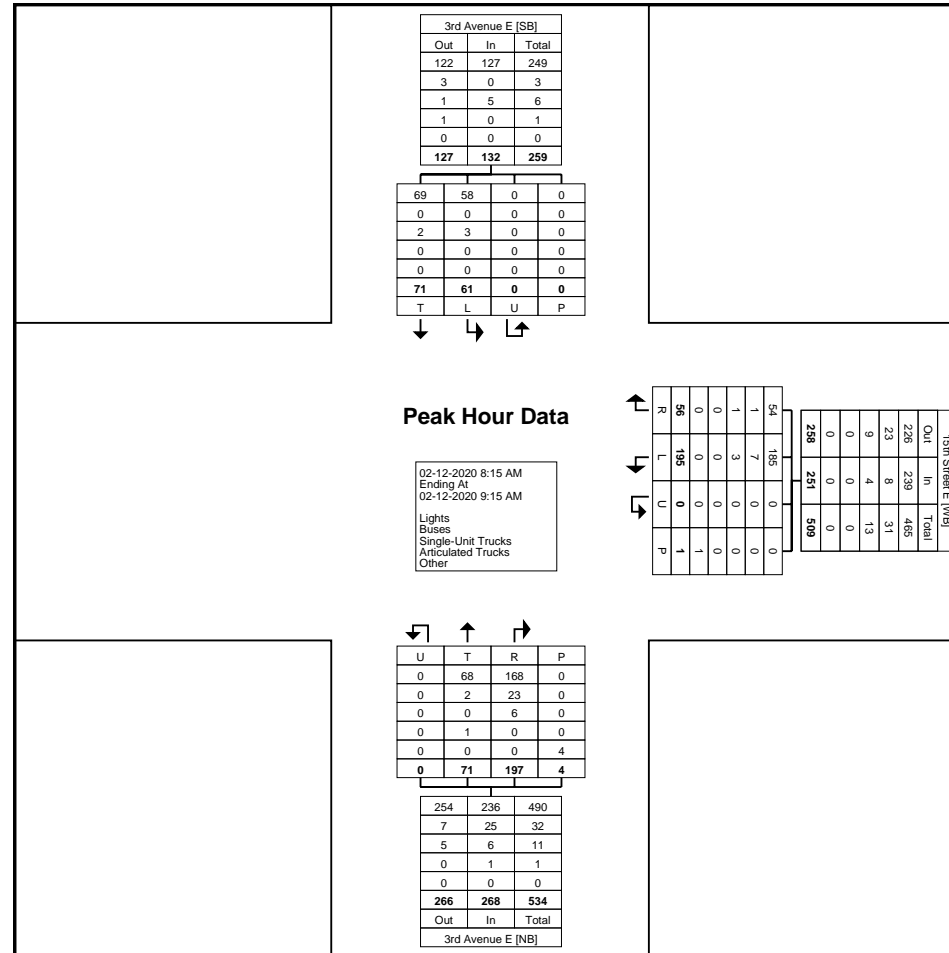 3rd Avenue E [SB]
Out In Total
122 127 249
3 0 3
1 5 6
1 0 1
0 0 0
127 132 259
69 58 0 0
0 0 0 0
2 3 0 0
0 0 0 0
0 0 0 0
71 61 0 0
T L U P
Peak Hour Data
02-12-2020 8:15 AM
Ending At
02-12-2020 9:15 AM
Lights
Buses
Single-Unit Trucks
Articulated Trucks
Other
15th Street E [WB]
Out In Total
226 239 465
23 8 31
9 4 13
0 0 0
0 0 0
258 251 509
54 185 0 0
1 7 0 0
1 3 0 0
0 0 0 0
0 0 0 1
56 195 0 1
R L U P
U T R P
0 68 168 0
0 2 23 0
0 0 6 0
0 1 0 0
0 0 0 4
0 71 197 4
254 236 490
7 25 32
5 6 11
0 1 1
0 0 0
266 268 534
Out In Total
3rd Avenue E [NB]